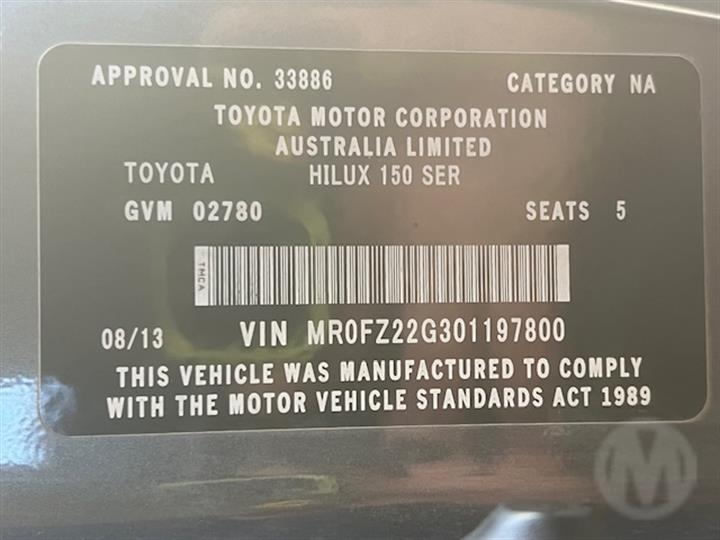 APPROVAL NO. 33886 CATEGORY NA
TOYOTA MOTOR CORPORATION
AUSTRALIA LIMITED
TOYOTA HILUX 150 SER
GVM 02780 SEATS 5
TMCA
08/13 VIN MR0FZ22G301197800
THIS VEHICLE WAS MANUFACTURED TO COMPLY
WITH THE MOTOR VEHICLE STANDARDS ACT 1989
M